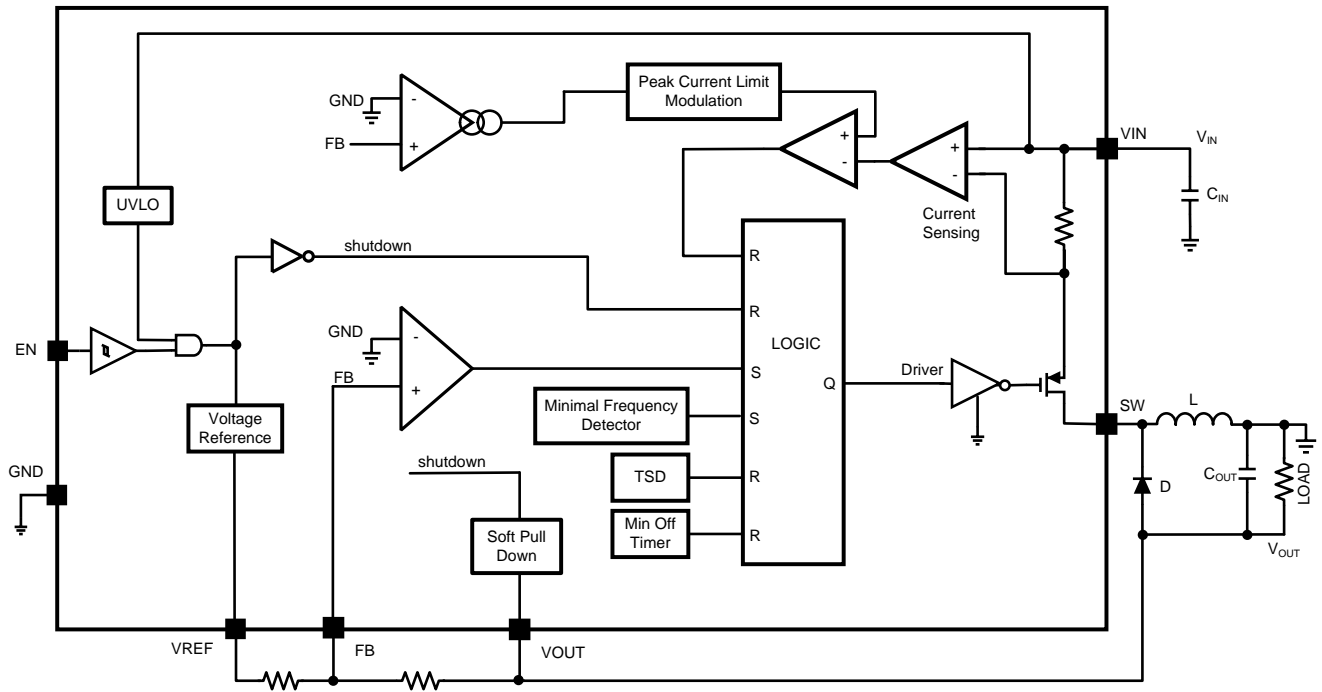 Peak Current Limit
Modulation
GND
-
+
FB
+
-
+
-
Current
Sensing
VIN
VIN
CIN
UVLO
shutdown
R
R
S
S
R
R
LOGIC
Q
EN
GND
-
FB
+
Driver
SW
L
Voltage
Reference
Minimal Frequency
Detector
shutdown
TSD
Min Off
Timer
GND
Soft Pull
Down
D
COUT
LOAD
VOUT
VREF
FB
VOUT